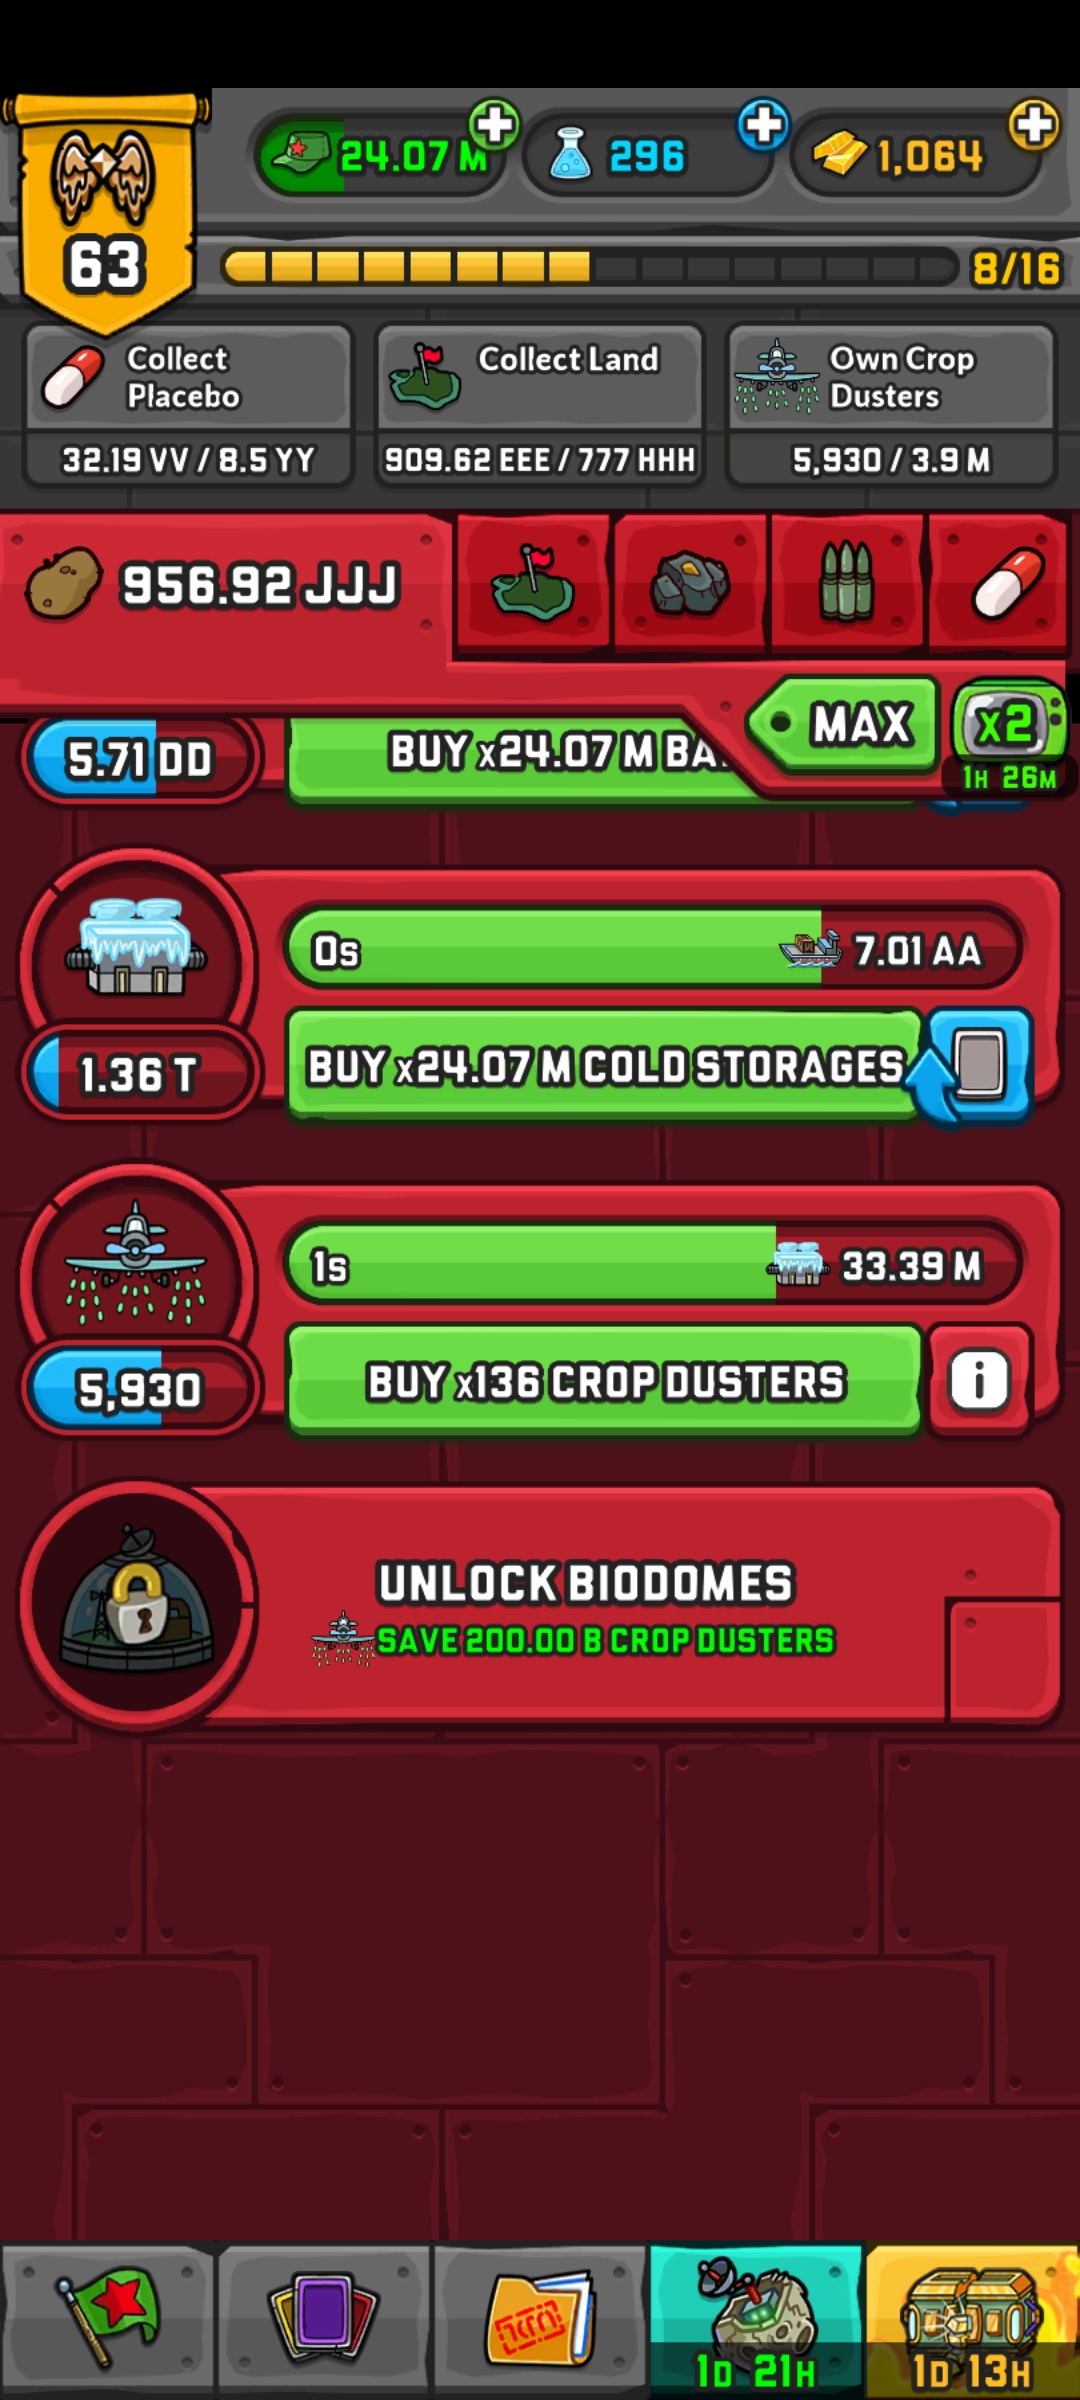 24.07 M
296
1,064
63
8/16
Collect
Placebo
32.19 VV / 8.5 YY
Collect Land
909.62 EEE / 777 HHH
Own Crop
Dusters
5,930 / 3.9 M
956.92 JJJ
MAX
x2
1H 26M
5.71 DD
BUY x24.07 M BA
0s
7.01 AA
1.36 T
BUY x24.07 M COLD STORAGES
1s
33.39 M
5,930
BUY x136 CROP DUSTERS
i
UNLOCK BIODOMES
SAVE 200.00 B CROP DUSTERS
1D 21H
1D 13H